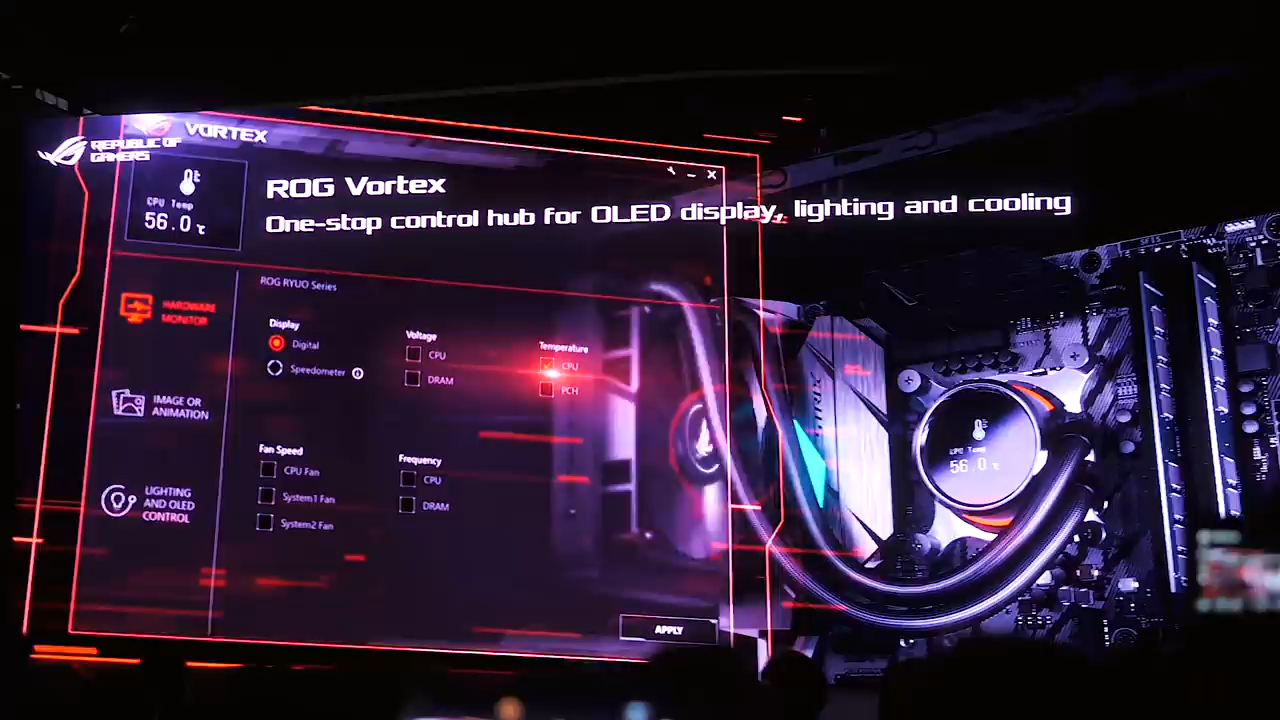 VORTEX
REPUBLIC OF
GAMERS
CPU Temp
56.0 ℃
ROG Vortex
One-stop control hub for OLED display, lighting and cooling
ROG RYUO Series
HARDWARE
MONITOR
IMAGE OR
ANIMATION
LIGHTING
AND OLED
CONTROL
Display
Digital
Speedometer
Voltage
CPU
DRAM
Temperature
CPU
PCH
Fan Speed
CPU Fan
System1 Fan
System2 Fan
Frequency
CPU
DRAM
APPLY
STRIX
CPU Temp
56.0 ℃